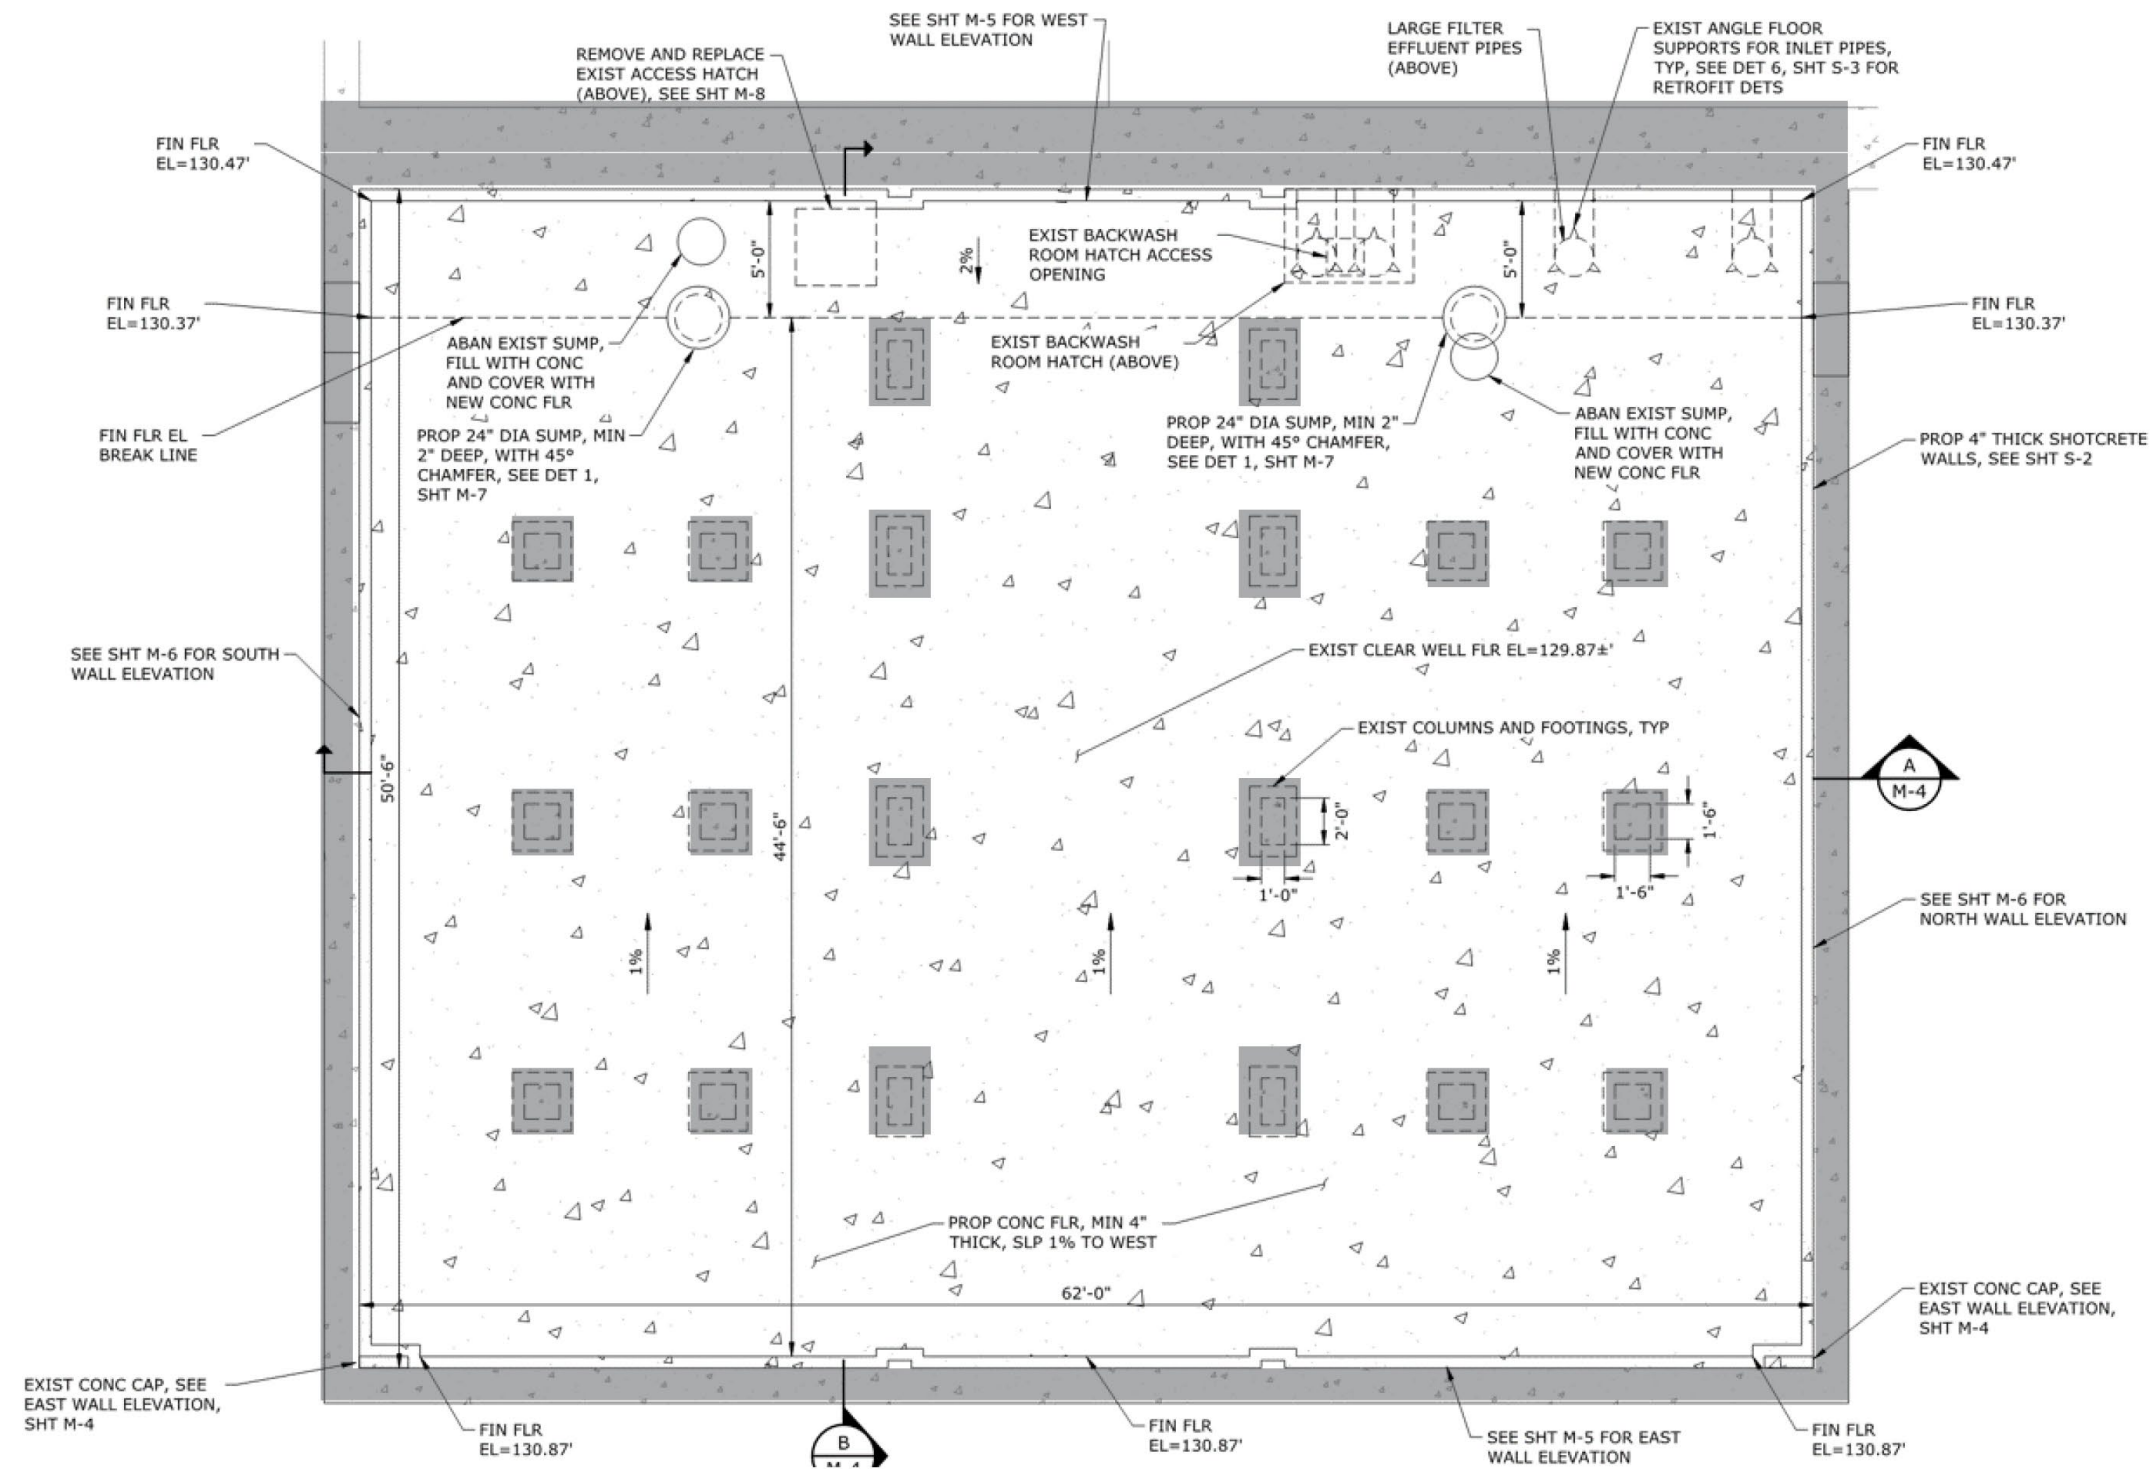 SEE SHT M-5 FOR WEST
WALL ELEVATION
LARGE FILTER
EFFLUENT PIPES
(ABOVE)
EXIST ANGLE FLOOR
SUPPORTS FOR INLET PIPES,
TYP, SEE DET 6, SHT S-3 FOR
RETROFIT DETS
REMOVE AND REPLACE
EXIST ACCESS HATCH
(ABOVE), SEE SHT M-8
FIN FLR
EL=130.47'
FIN FLR
EL=130.47'
5'-0"
2%
EXIST BACKWASH
ROOM HATCH ACCESS
OPENING
5'-0"
FIN FLR
EL=130.37'
FIN FLR
EL=130.37'
ABAN EXIST SUMP,
FILL WITH CONC
AND COVER WITH
NEW CONC FLR
EXIST BACKWASH
ROOM HATCH (ABOVE)
FIN FLR EL
BREAK LINE
PROP 24" DIA SUMP, MIN
2" DEEP, WITH 45°
CHAMFER, SEE DET 1,
SHT M-7
PROP 24" DIA SUMP, MIN 2"
DEEP, WITH 45° CHAMFER,
SEE DET 1, SHT M-7
ABAN EXIST SUMP,
FILL WITH CONC
AND COVER WITH
NEW CONC FLR
PROP 4" THICK SHOTCRETE
WALLS, SEE SHT S-2
SEE SHT M-6 FOR SOUTH
WALL ELEVATION
EXIST CLEAR WELL FLR EL=129.87±'
EXIST COLUMNS AND FOOTINGS, TYP
50'-6"
44'-6"
2'-0"
1'-0"
1'-6"
1'-6"
A
M-4
SEE SHT M-6 FOR
NORTH WALL ELEVATION
1%
1%
1%
PROP CONC FLR, MIN 4"
THICK, SLP 1% TO WEST
62'-0"
EXIST CONC CAP, SEE
EAST WALL ELEVATION,
SHT M-4
EXIST CONC CAP, SEE
EAST WALL ELEVATION,
SHT M-4
FIN FLR
EL=130.87'
B
M-4
FIN FLR
EL=130.87'
SEE SHT M-5 FOR EAST
WALL ELEVATION
FIN FLR
EL=130.87'